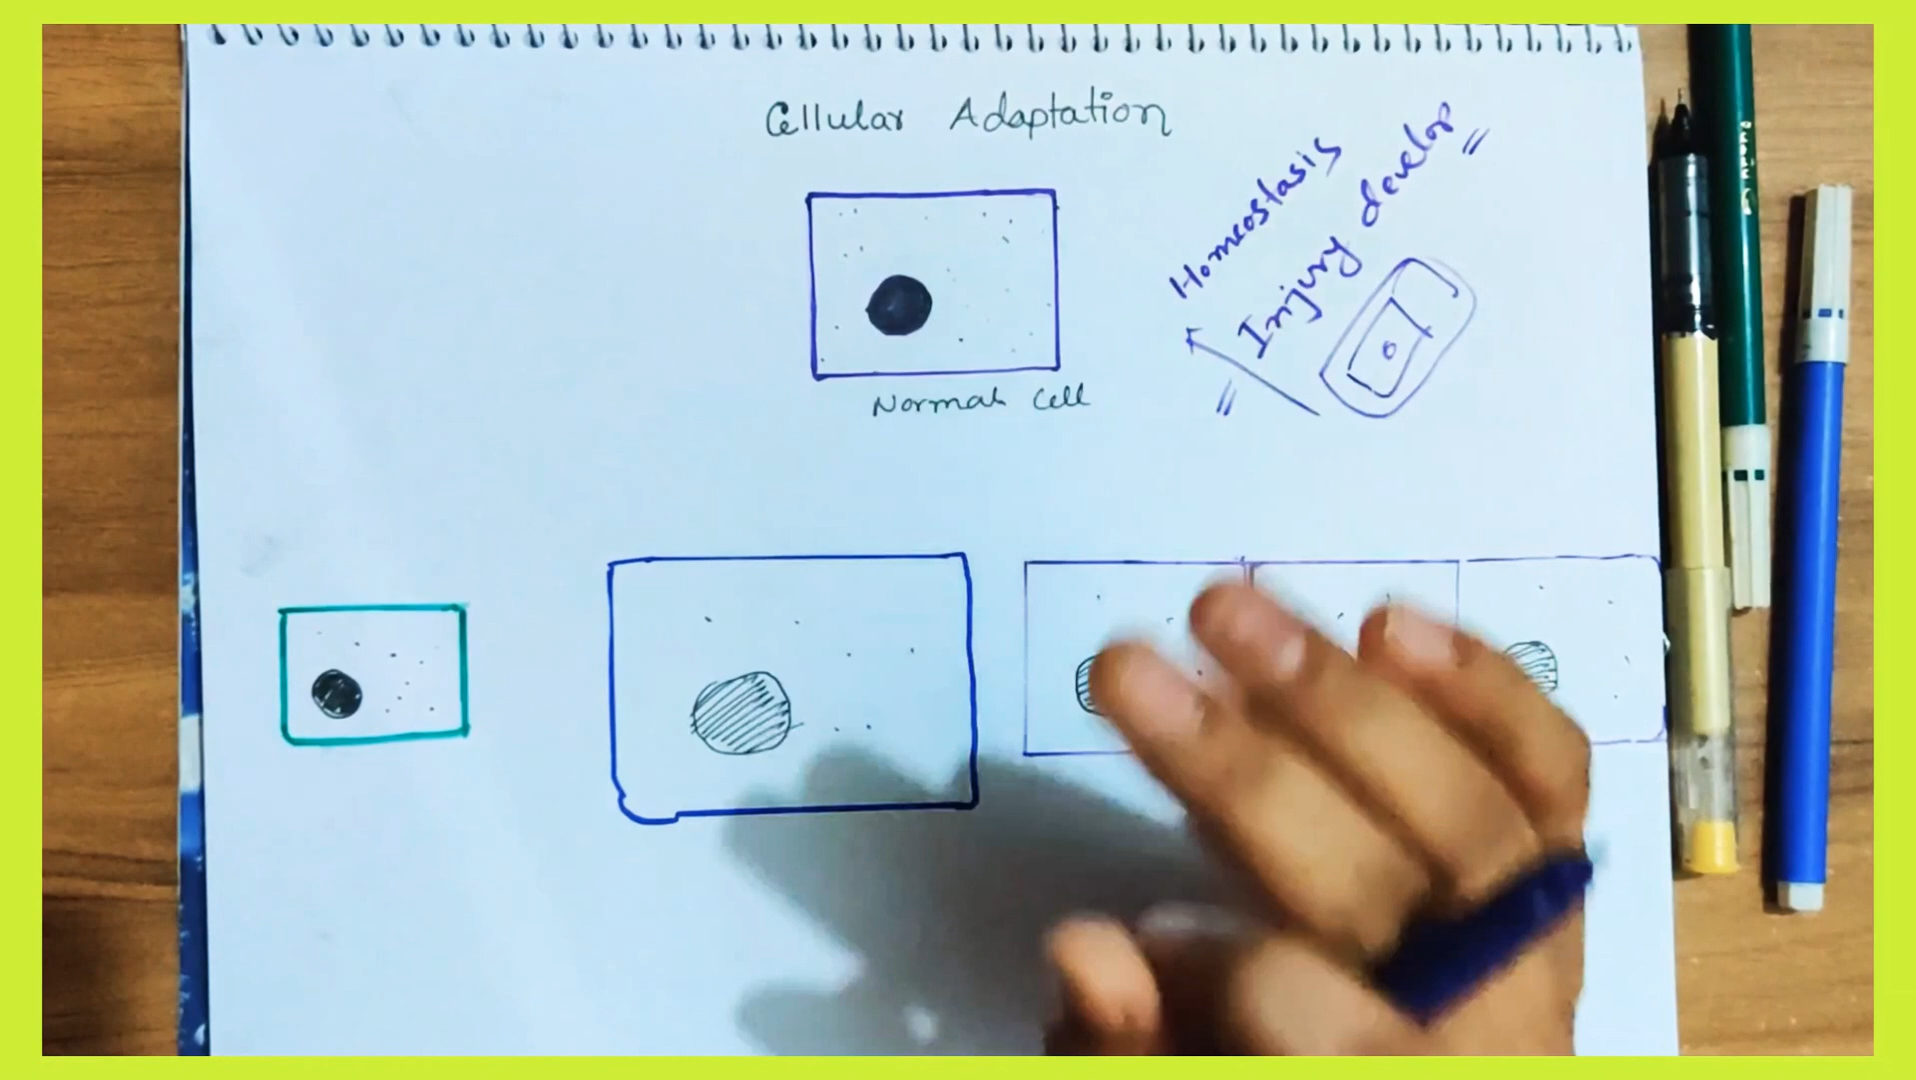 Cellular Adaptation
Homeostasis
Injury develop
Normal Cell